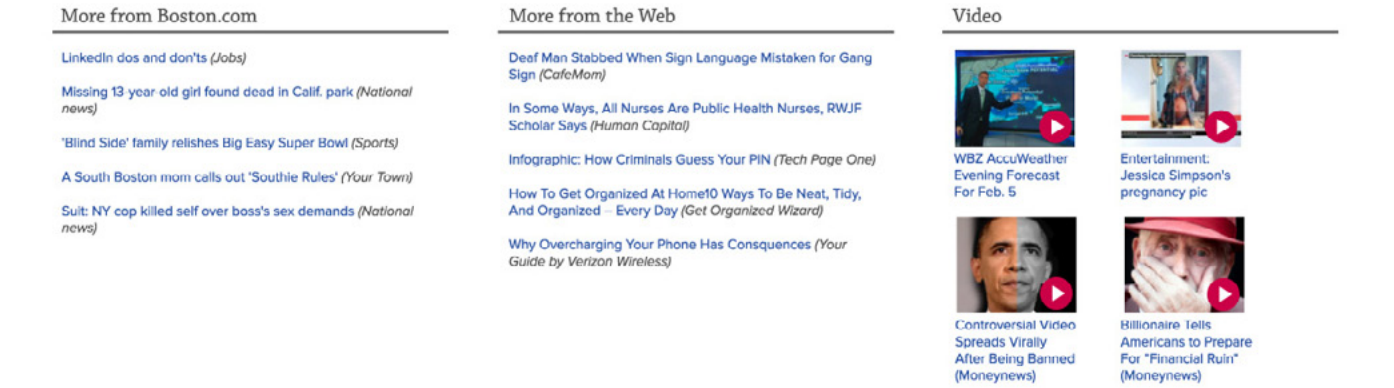 More from Boston.com
LinkedIn dos and don'ts (Jobs)
Missing 13-year-old girl found dead in Calif. park (National
news)
'Blind Side' family relishes Big Easy Super Bowl (Sports)
A South Boston mom calls out 'Southie Rules' (Your Town)
Suit: NY cop killed self over boss's sex demands (National
news)
More from the Web
Deaf Man Stabbed When Sign Language Mistaken for Gang
Sign (CafeMom)
In Some Ways, All Nurses Are Public Health Nurses, RWJF
Scholar Says (Human Capital)
Infographic: How Criminals Guess Your PIN (Tech Page One)
How To Get Organized At Home10 Ways To Be Neat, Tidy,
And Organized – Every Day (Get Organized Wizard)
Why Overcharging Your Phone Has Consquences (Your
Guide by Verizon Wireless)
Video
WBZ AccuWeather
Evening Forecast
For Feb. 5
Entertainment:
Jessica Simpson's
pregnancy pic
Controversial Video
Spreads Virally
After Being Banned
(Moneynews)
Billionaire Tells
Americans to Prepare
For "Financial Ruin"
(Moneynews)